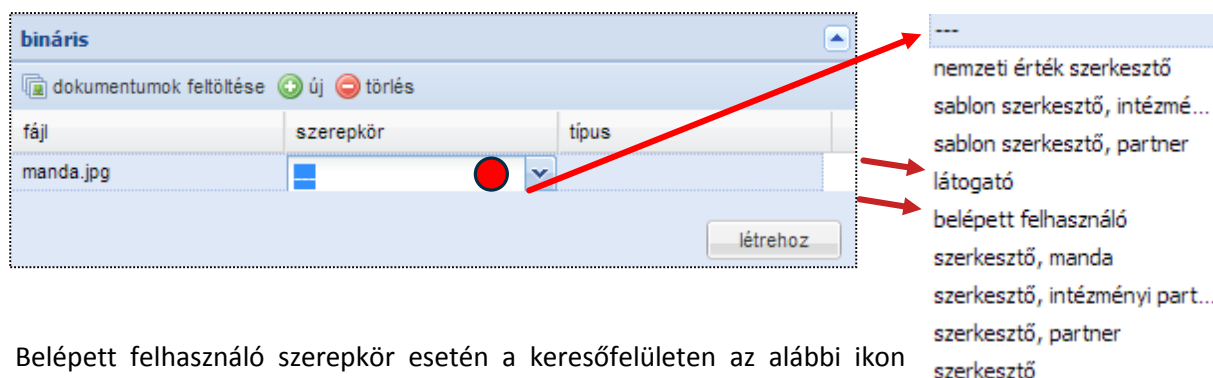 bináris
dokumentumok feltöltése új törlés
fájl szerepkör típus
manda.jpg ---
létrehoz
---
nemzeti érték szerkesztő
sablon szerkesztő, intézmé...
sablon szerkesztő, partner
látogató
belépett felhasználó
szerkesztő, manda
szerkesztő, intézményi part...
szerkesztő, partner
szerkesztő
Belépett felhasználó szerepkör esetén a keresőfelületen az alábbi ikon